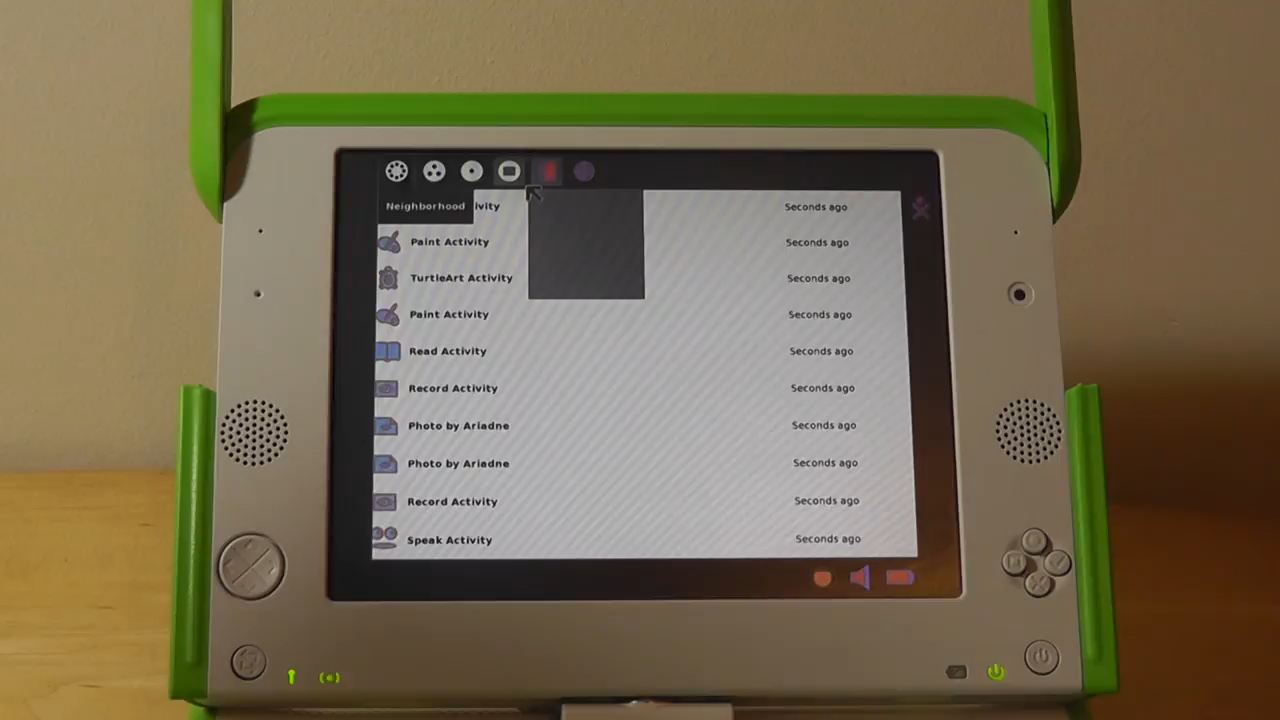 Neighborhood ivity Seconds ago
Paint Activity Seconds ago
TurtleArt Activity Seconds ago
Paint Activity Seconds ago
Read Activity Seconds ago
Record Activity Seconds ago
Photo by Ariadne Seconds ago
Photo by Ariadne Seconds ago
Record Activity Seconds ago
Speak Activity Seconds ago